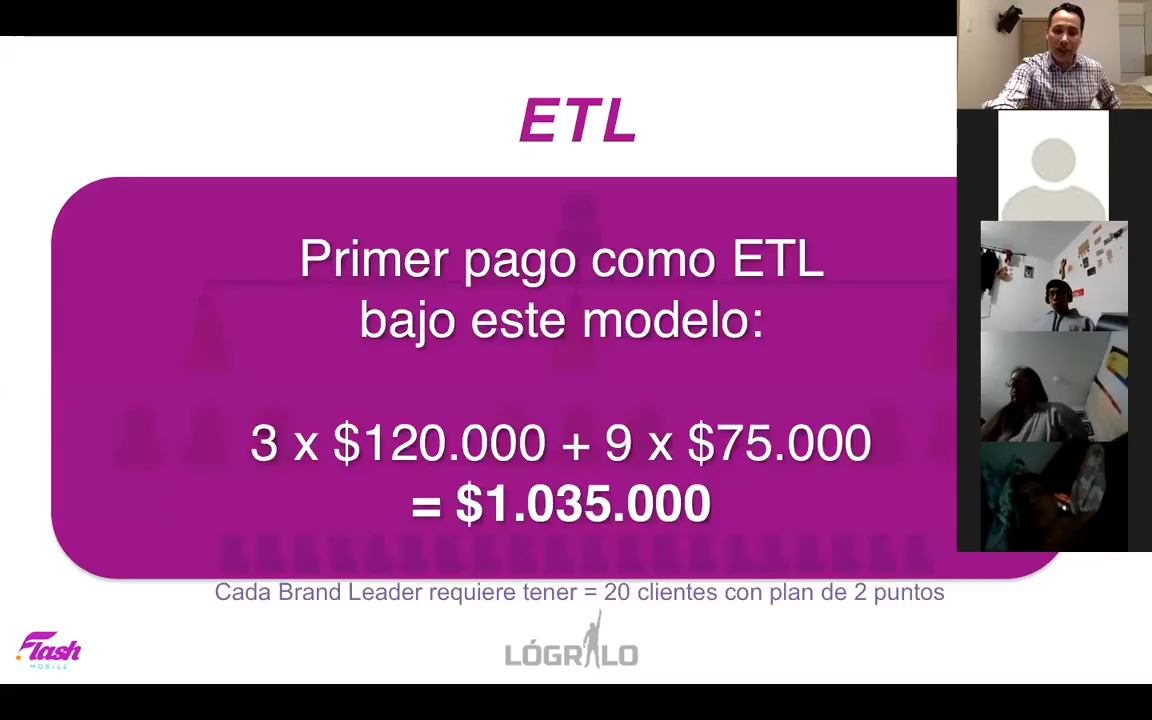 ETL
Primer pago como ETL
bajo este modelo:
3 x $120.000 + 9 x $75.000
= $1.035.000
Cada Brand Leader requiere tener = 20 clientes con plan de 2 puntos
Flash
MOBILE
LÓGRALO